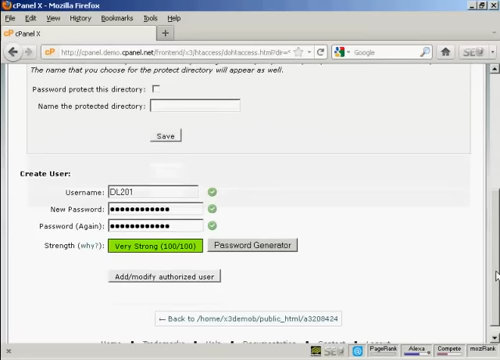 cPanel X - Mozilla Firefox
File Edit View History Bookmarks Tools Help
cP cPanel X
cP http://cpanel.demo.cpanel.net/frontend/x3/htaccess/dohtaccess.html?dir=
Google
The name that you choose for the protect directory will appear as well.
Password protect this directory:
Name the protected directory:
Save
Create User:
Username: DL201
New Password: ••••••••••••
Password (Again): ••••••••••••
Strength (why?): Very Strong (100/100) Password Generator
Add/modify authorized user
← Back to /home/x3demob/public_html/a3208424
PageRank Alexa Compete mozRank